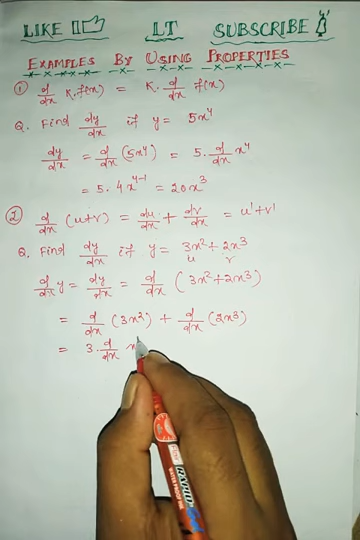 LIKE LT SUBSCRIBE
EXAMPLES BY USING PROPERTIES
① d/dx K.f(x) = K. d/dx f(x)
Q. Find dy/dx if y = 5x⁴
dy/dx = d/dx (5x⁴) = 5. d/dx x⁴
= 5. 4x⁴⁻¹ = 20x³
② d/dx (u+v) = du/dx + dv/dx = u'+v'
Q. Find dy/dx if y = 3x²+2x³
u v
d/dx y = dy/dx = d/dx (3x²+2x³)
= d/dx (3x²) + d/dx (2x³)
= 3. d/dx x
WATER PROOF